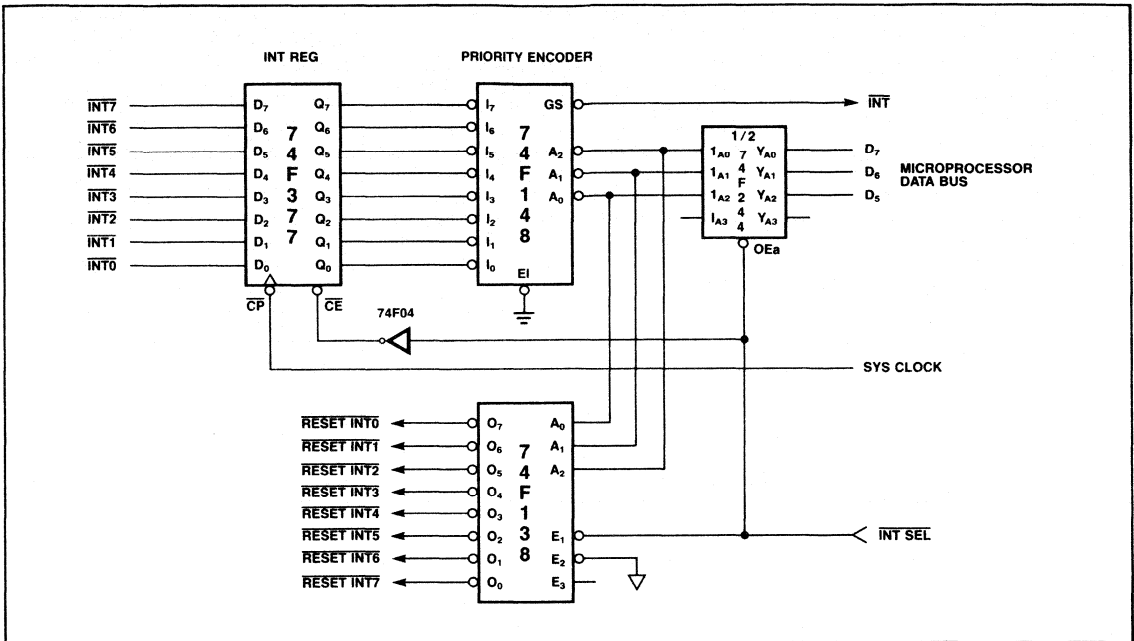 INT REG PRIORITY ENCODER
INT7 D7 Q7 I7 GS INT
INT6 D6 Q6 I6
INT5 D5 Q5 I5 A2
INT4 D4 Q4 I4 A1
INT3 D3 Q3 I3 A0
INT2 D2 Q2 I2
INT1 D1 Q1 I1
INT0 D0 Q0 I0
74F377
74F148
EI
CP CE
1/2
74F244
1A0 YA0 D7
1A1 YA1 D6
1A2 YA2 D5
IA3 YA3
OEa
MICROPROCESSOR
DATA BUS
74F04
SYS CLOCK
RESET INT0 O7 A0
RESET INT1 O6 A1
RESET INT2 O5 A2
RESET INT3 O4
RESET INT4 O3
RESET INT5 O2 E1 INT SEL
RESET INT6 O1 E2
RESET INT7 O0 E3
74F138